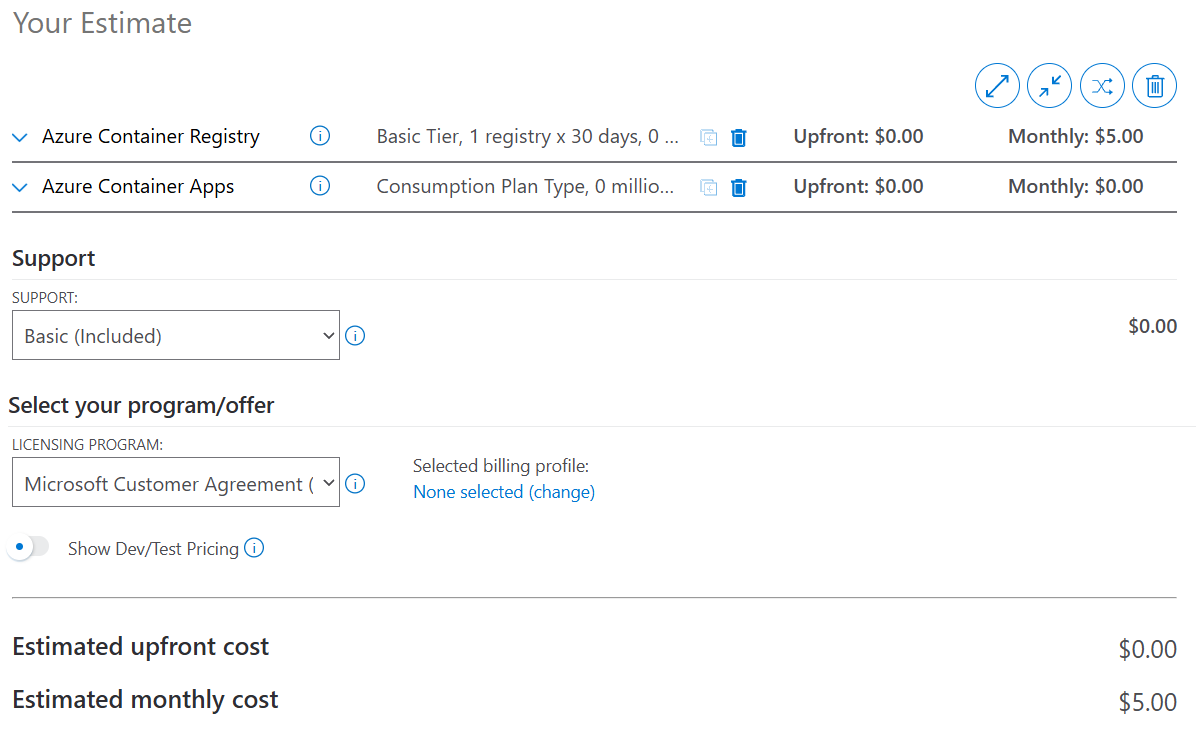 Your Estimate
Azure Container Registry Basic Tier, 1 registry x 30 days, 0 ... Upfront: $0.00 Monthly: $5.00
Azure Container Apps Consumption Plan Type, 0 millio... Upfront: $0.00 Monthly: $0.00
Support
SUPPORT:
Basic (Included) $0.00
Select your program/offer
LICENSING PROGRAM:
Microsoft Customer Agreement (
Selected billing profile:
None selected (change)
Show Dev/Test Pricing
Estimated upfront cost $0.00
Estimated monthly cost $5.00